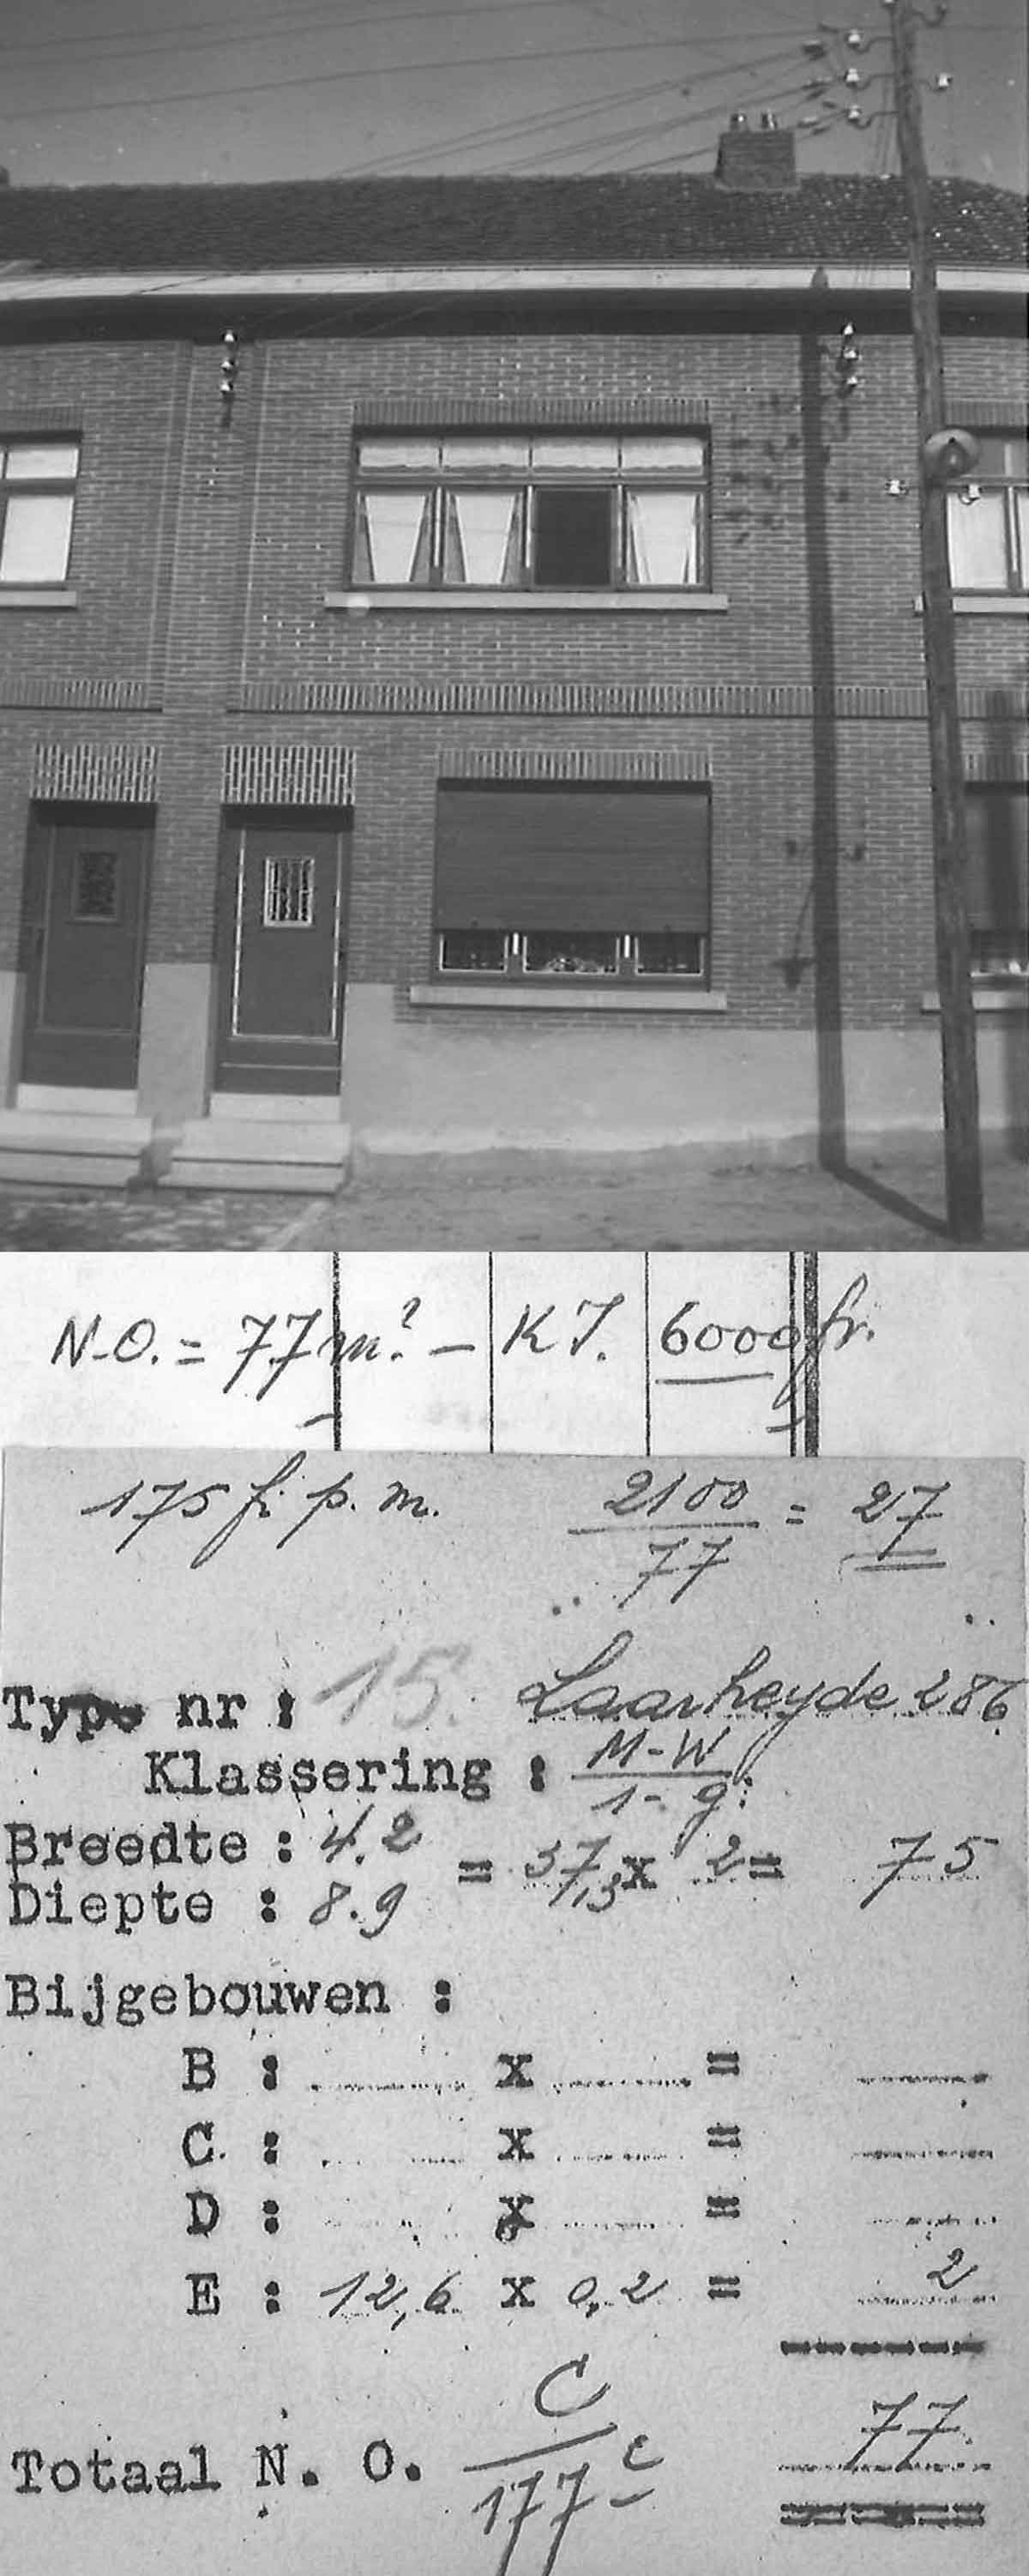 N.O. = 77 m² — K I. 6000 fr.
175 fr p. m. 2100 / 77 = 27
Type nr : 15. Laarheyde 286
Klassering : M-W / 1- g.
Breedte : 4.2
= 37,3 x 2 = 75
Diepte : 8.9
Bijgebouwen :
B : x =
C : x =
D : x =
E : 12,6 x 0,2 = 2
Totaal N. O. C / 177 c 77